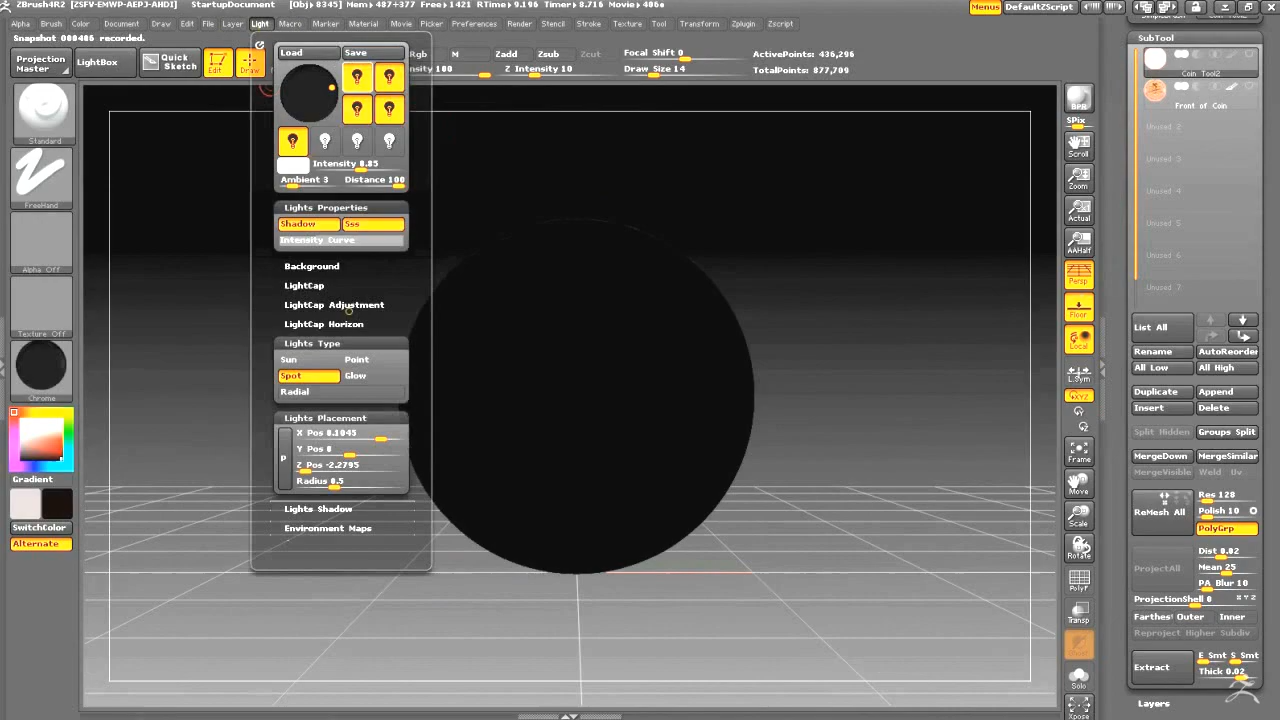 ZBrush4R2 [ZSFV-EMWP-AEPJ-AHDI] StartupDocument [Obj] 8345] Mem▸487+377 Free▸1421 RTime▸9.196 Timer▸8.716 Movie▸406e Menus DefaultZScript
Alpha Brush Color Document Draw Edit File Layer Light Macro Marker Material Movie Picker Preferences Render Stencil Stroke Texture Tool Transform Zplugin Zscript
Snapshot 000406 recorded.
Projection Master
LightBox
Quick Sketch
Edit
Draw
Load Save
Rgb M Zadd Zsub Zcut
Z Intensity 10
Focal Shift 0
Draw Size 14
ActivePoints: 436,296
TotalPoints: 877,709
Intensity 0.85
Ambient 3 Distance 100
Lights Properties
Shadow Sss
Intensity Curve
Background
LightCap
LightCap Adjustment
LightCap Horizon
Lights Type
Sun Point
Spot Glow
Radial
Lights Placement
P
X Pos 0.1045
Y Pos 0
Z Pos -2.2795
Radius 0.5
Lights Shadow
Environment Maps
Standard
FreeHand
Alpha Off
Texture Off
Chrome
Gradient
SwitchColor
Alternate
BPR
SPix
Scroll
Zoom
Actual
AAHalf
Persp
Floor
Local
L.Sym
XYZ
Frame
Move
Scale
Rotate
PolyF
Transp
Ghost
Solo
Xpose
SubTool
Coin Tool2
Front of Coin
Unused 2
Unused 3
Unused 4
Unused 5
Unused 6
Unused 7
List All
Rename AutoReorder
All Low All High
Duplicate Append
Insert Delete
Split Hidden Groups Split
MergeDown MergeSimilar
MergeVisible Weld Uv
ReMesh All
Res 128
Polish 10
PolyGrp
ProjectAll
Dist 0.02
Mean 25
PA Blur 10
ProjectionShell 0 X Y Z
Farthes Outer Inner
Reproject Higher Subdiv
Extract
E Smt S Smt
Thick 0.02
Layers